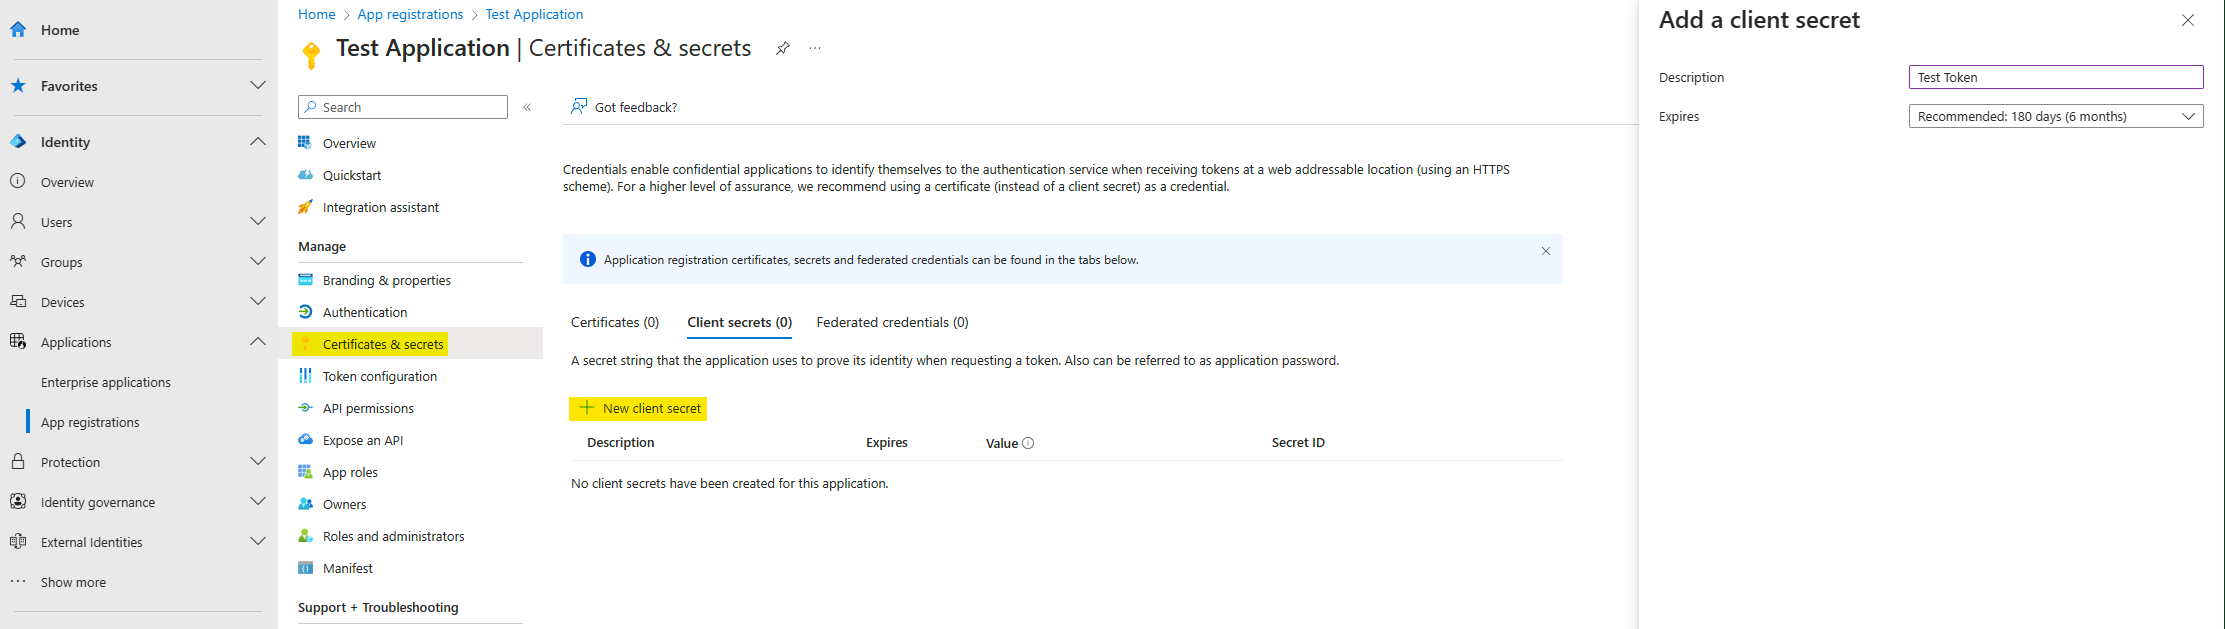 Home
Favorites
Identity
Overview
Users
Groups
Devices
Applications
Enterprise applications
App registrations
Protection
Identity governance
External Identities
Show more
Home > App registrations > Test Application
Test Application | Certificates & secrets
Search
Overview
Quickstart
Integration assistant
Manage
Branding & properties
Authentication
Certificates & secrets
Token configuration
API permissions
Expose an API
App roles
Owners
Roles and administrators
Manifest
Support + Troubleshooting
Got feedback?
Credentials enable confidential applications to identify themselves to the authentication service when receiving tokens at a web addressable location (using an HTTPS
scheme). For a higher level of assurance, we recommend using a certificate (instead of a client secret) as a credential.
Application registration certificates, secrets and federated credentials can be found in the tabs below.
Certificates (0) Client secrets (0) Federated credentials (0)
A secret string that the application uses to prove its identity when requesting a token. Also can be referred to as application password.
New client secret
Description Expires Value Secret ID
No client secrets have been created for this application.
Add a client secret
Description Test Token
Expires Recommended: 180 days (6 months)